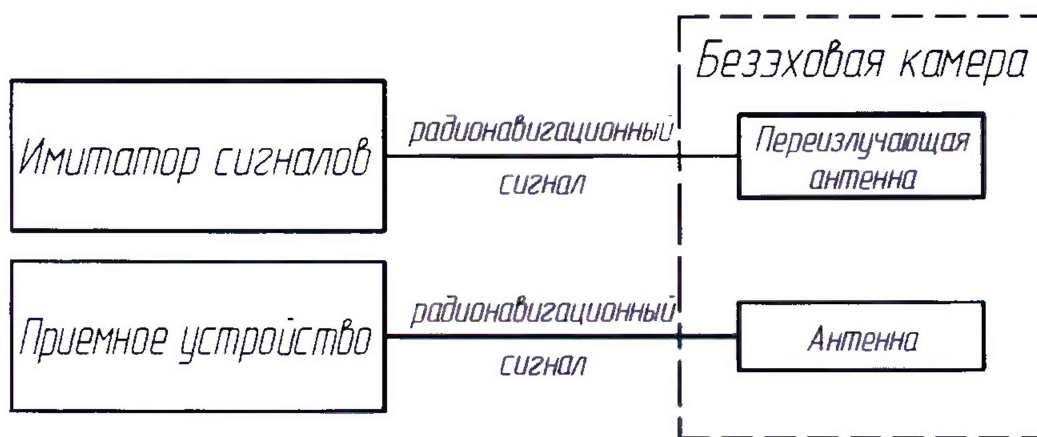 Безэховая камера
Имитатор сигналов
радионавигационный
сигнал
Переизлучающая
антенна
Приемное устройство
радионавигационный
сигнал
Антенна